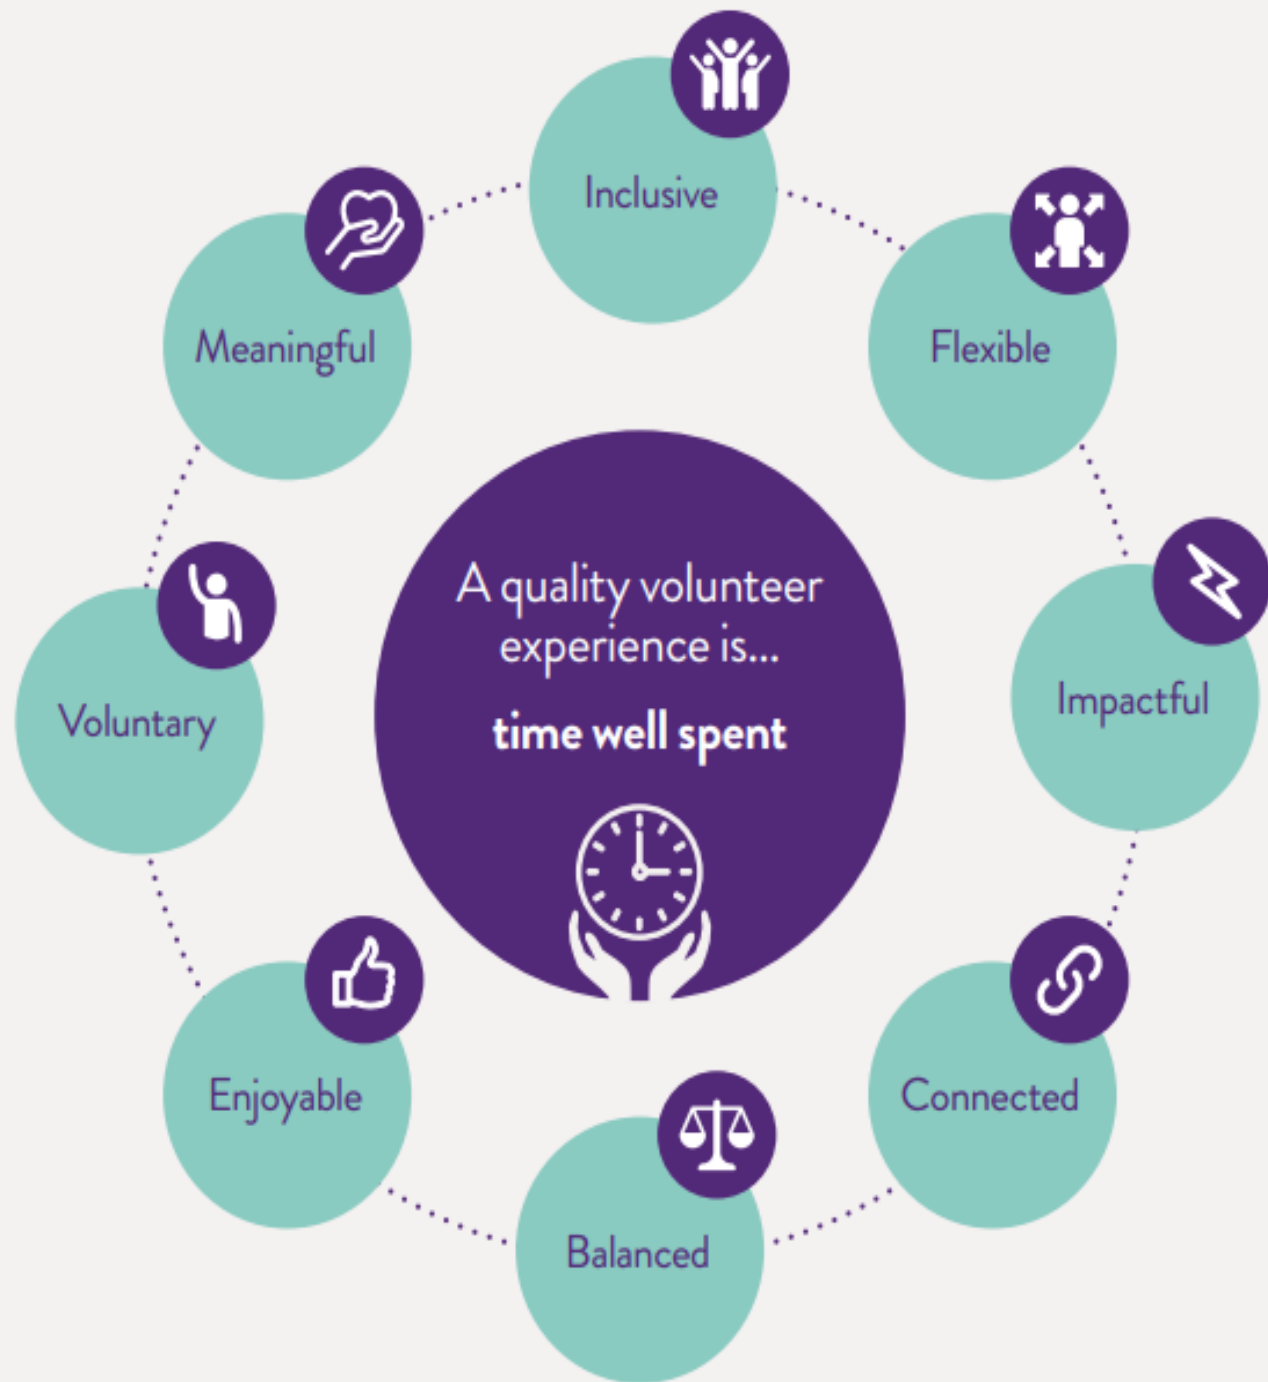 Inclusive
Flexible
Impactful
Connected
Balanced
Enjoyable
Voluntary
Meaningful
A quality volunteer
experience is...
time well spent